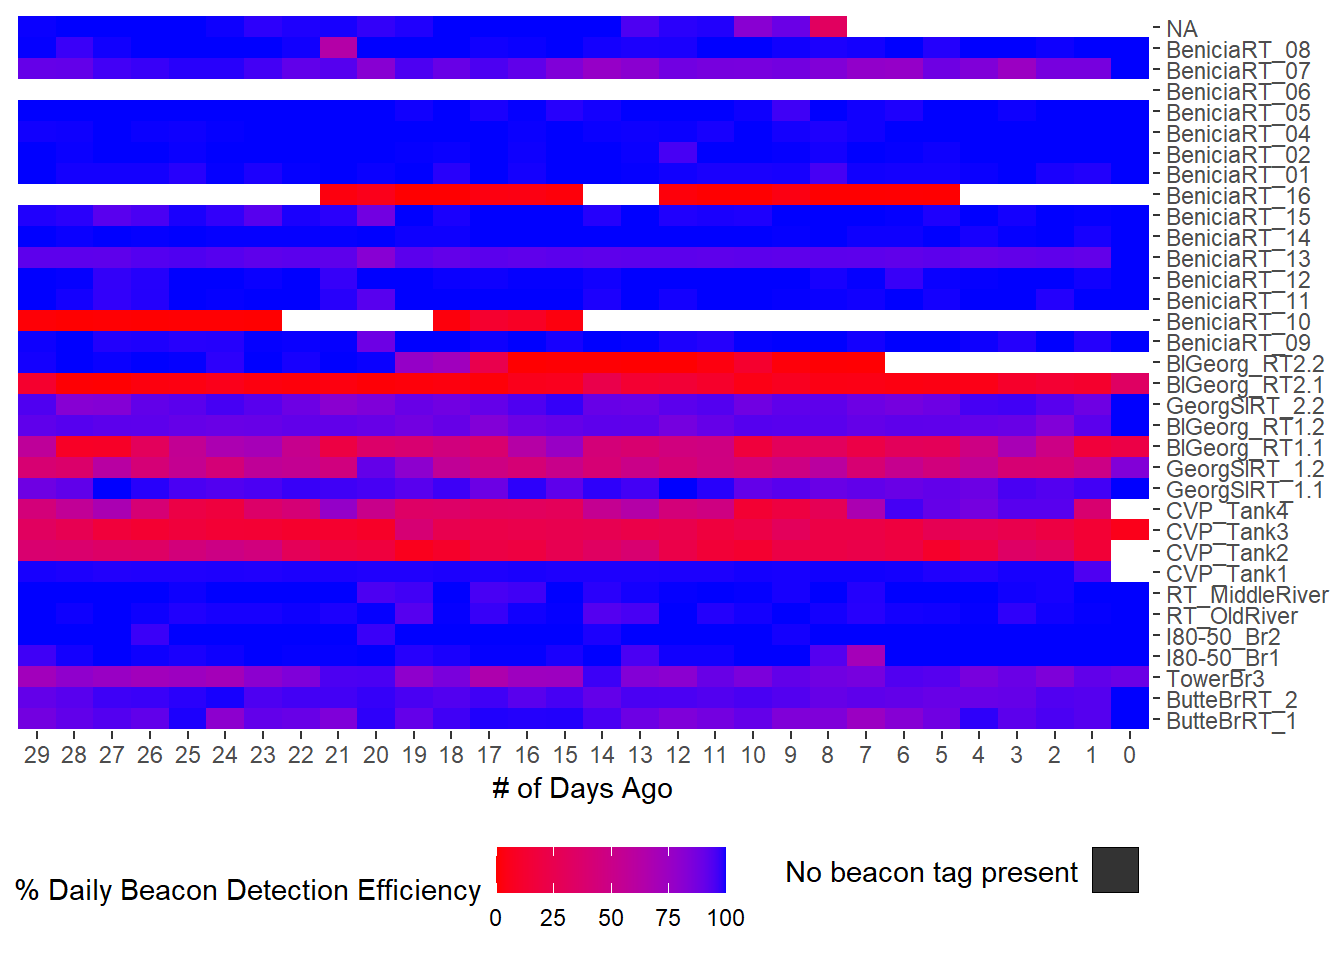 NA
BeniciaRT_08
BeniciaRT_07
BeniciaRT_06
BeniciaRT_05
BeniciaRT_04
BeniciaRT_02
BeniciaRT_01
BeniciaRT_16
BeniciaRT_15
BeniciaRT_14
BeniciaRT_13
BeniciaRT_12
BeniciaRT_11
BeniciaRT_10
BeniciaRT_09
BlGeorg_RT2.2
BlGeorg_RT2.1
GeorgSlRT_2.2
BlGeorg_RT1.2
BlGeorg_RT1.1
GeorgSlRT_1.2
GeorgSlRT_1.1
CVP_Tank4
CVP_Tank3
CVP_Tank2
CVP_Tank1
RT_MiddleRiver
RT_OldRiver
I80-50_Br2
I80-50_Br1
TowerBr3
ButteBrRT_2
ButteBrRT_1
29 28 27 26 25 24 23 22 21 20 19 18 17 16 15 14 13 12 11 10 9 8 7 6 5 4 3 2 1 0
# of Days Ago
% Daily Beacon Detection Efficiency
0 25 50 75 100
No beacon tag present